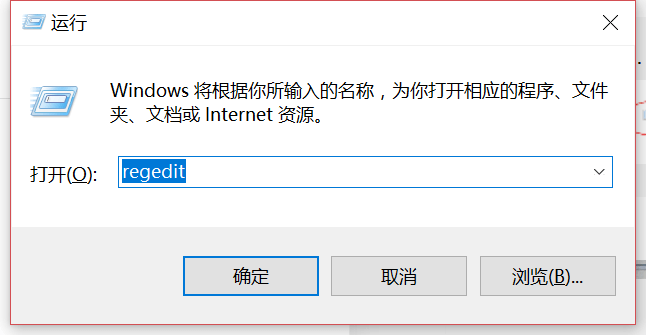 运行
Windows 将根据你所输入的名称，为你打开相应的程序、文件
夹、文档或 Internet 资源。
打开(O): regedit
确定 取消 浏览(B)...